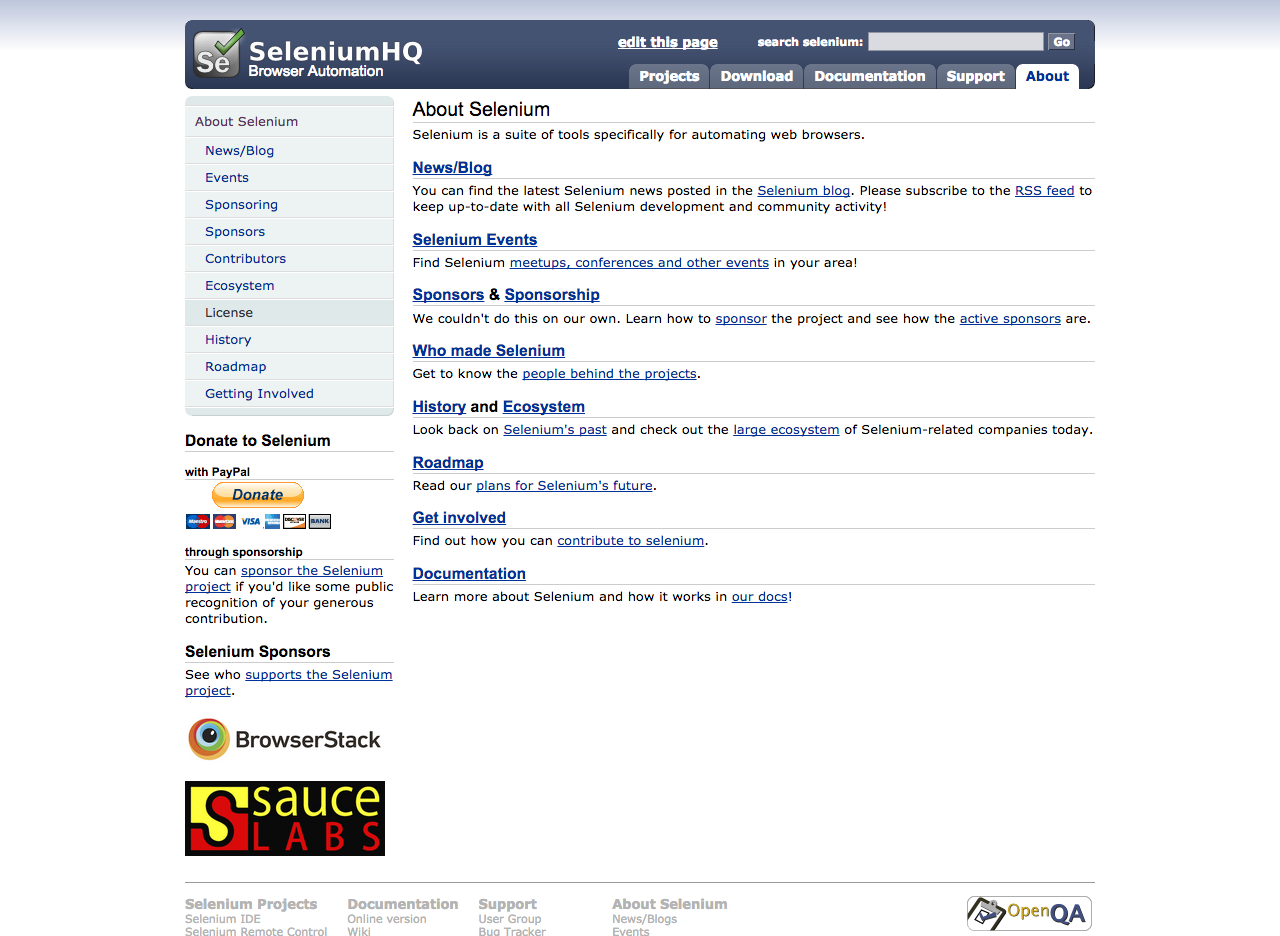 Se SeleniumHQ
Browser Automation
edit this page
search selenium:
Go
Projects
Download
Documentation
Support
About
About Selenium
News/Blog
Events
Sponsoring
Sponsors
Contributors
Ecosystem
License
History
Roadmap
Getting Involved
Donate to Selenium
with PayPal
Donate
Maestro MasterCard VISA DISCOVER BANK
through sponsorship
You can sponsor the Selenium
project if you'd like some public
recognition of your generous
contribution.
Selenium Sponsors
See who supports the Selenium
project.
BrowserStack
sauce
LABS
About Selenium
Selenium is a suite of tools specifically for automating web browsers.
News/Blog
You can find the latest Selenium news posted in the Selenium blog. Please subscribe to the RSS feed to
keep up-to-date with all Selenium development and community activity!
Selenium Events
Find Selenium meetups, conferences and other events in your area!
Sponsors & Sponsorship
We couldn't do this on our own. Learn how to sponsor the project and see how the active sponsors are.
Who made Selenium
Get to know the people behind the projects.
History and Ecosystem
Look back on Selenium's past and check out the large ecosystem of Selenium-related companies today.
Roadmap
Read our plans for Selenium's future.
Get involved
Find out how you can contribute to selenium.
Documentation
Learn more about Selenium and how it works in our docs!
Selenium Projects
Selenium IDE
Selenium Remote Control
Documentation
Online version
Wiki
Support
User Group
Bug Tracker
About Selenium
News/Blogs
Events
OpenQA